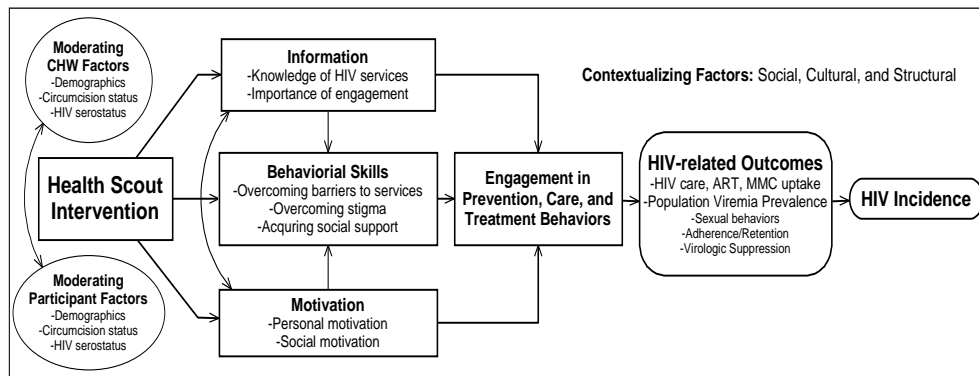 Moderating
CHW Factors
-Demographics
-Circumcision status
-HIV serostatus
Health Scout
Intervention
Moderating
Participant Factors
-Demographics
-Circumcision status
-HIV serostatus
Information
-Knowledge of HIV services
-Importance of engagement
Behaviorial Skills
-Overcoming barriers to services
-Overcoming stigma
-Acquiring social support
Motivation
-Personal motivation
-Social motivation
Engagement in
Prevention, Care, and
Treatment Behaviors
Contextualizing Factors: Social, Cultural, and Structural
HIV-related Outcomes
-HIV care, ART, MMC uptake
-Population Viremia Prevalence
-Sexual behaviors
-Adherence/Retention
-Virologic Suppression
HIV Incidence